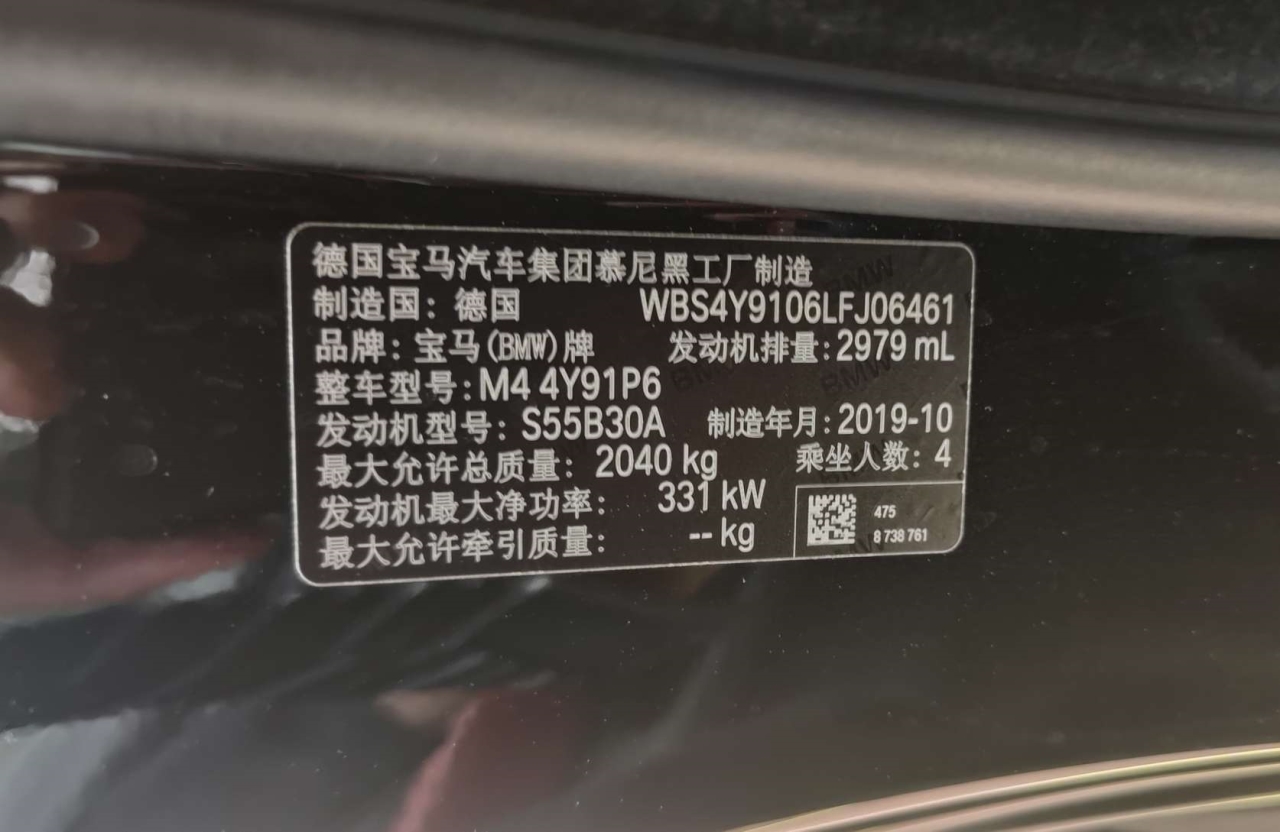 德国宝马汽车集团慕尼黑工厂制造
制造国：德国 WBS4Y9106LFJ06461
品牌：宝马(BMW)牌 发动机排量：2979 mL
整车型号：M4 4Y91P6
发动机型号：S55B30A 制造年月：2019-10
最大允许总质量：2040 kg 乘坐人数：4
发动机最大净功率：331 kW
最大允许牵引质量：-- kg
475
8 738 761